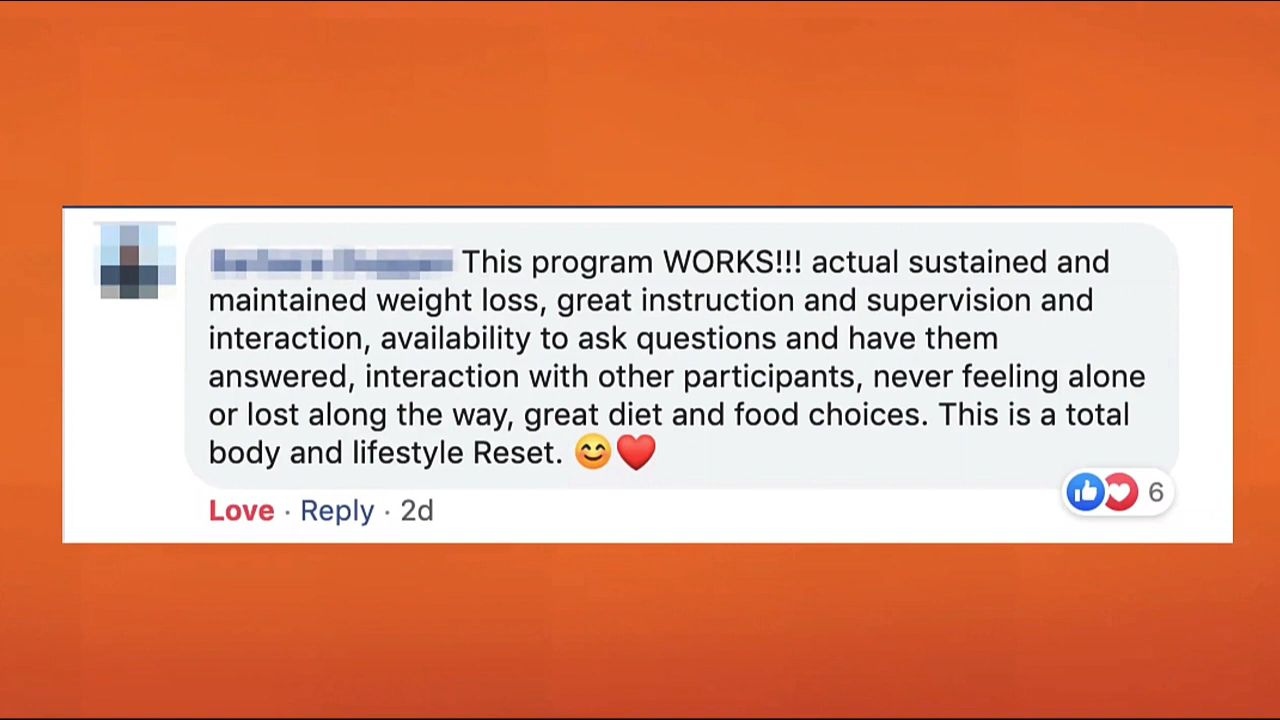 This program WORKS!!! actual sustained and
maintained weight loss, great instruction and supervision and
interaction, availability to ask questions and have them
answered, interaction with other participants, never feeling alone
or lost along the way, great diet and food choices. This is a total
body and lifestyle Reset. 😊❤️
Love · Reply · 2d
6